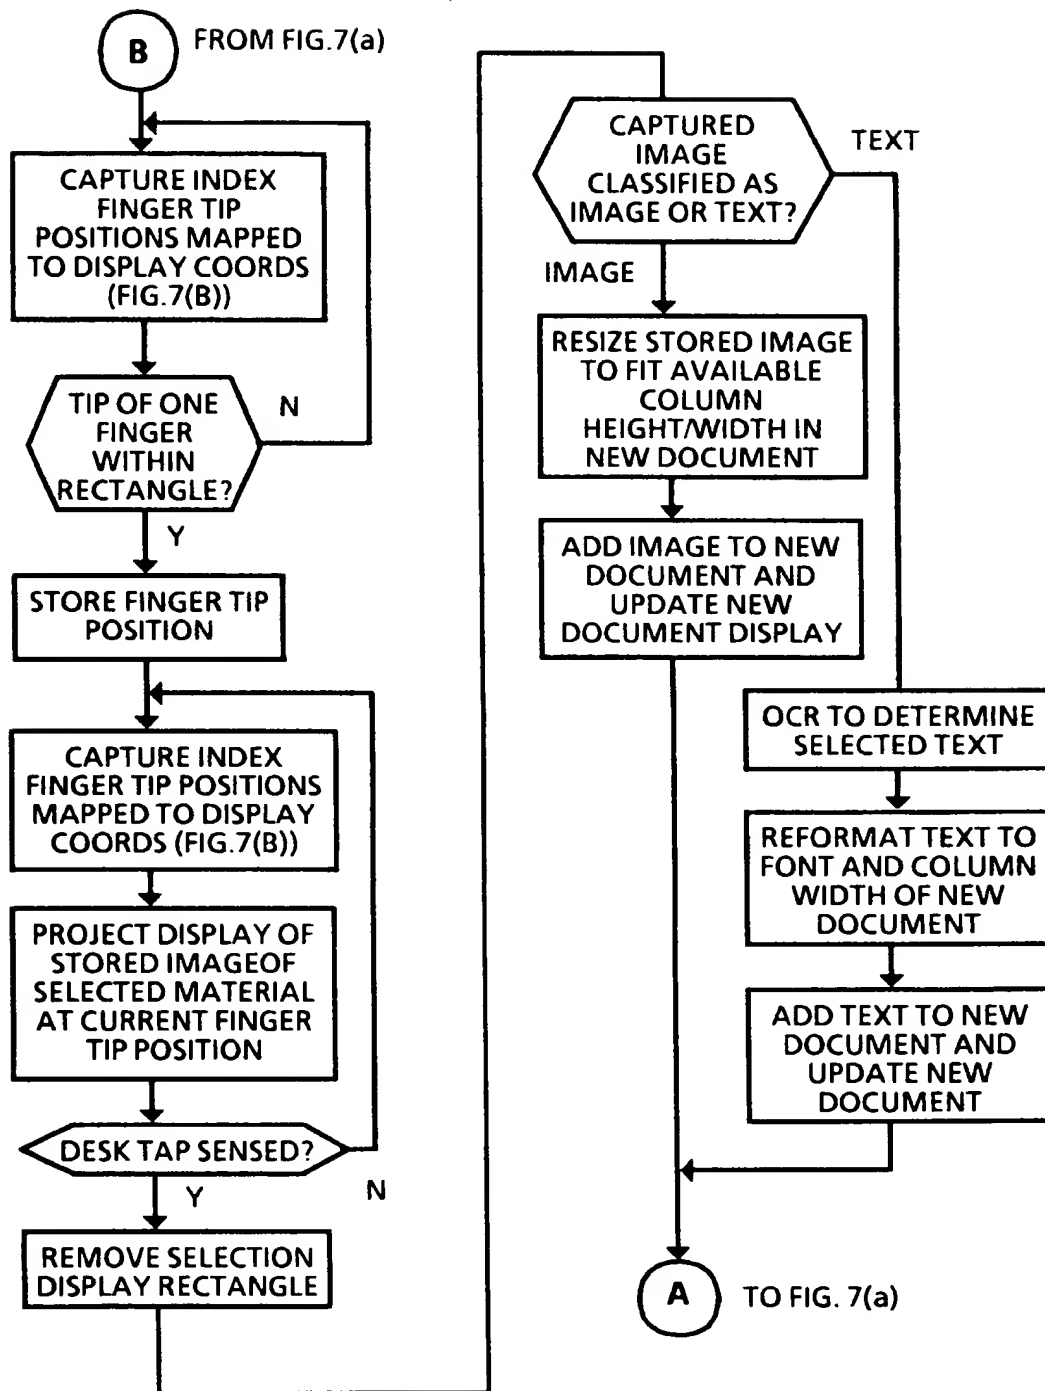 B
FROM FIG.7(a)
CAPTURE INDEX
FINGER TIP
POSITIONS MAPPED
TO DISPLAY COORDS
(FIG.7(B))
TIP OF ONE
FINGER
WITHIN
RECTANGLE?
N
Y
STORE FINGER TIP
POSITION
CAPTURE INDEX
FINGER TIP POSITIONS
MAPPED TO DISPLAY
COORDS (FIG.7(B))
PROJECT DISPLAY OF
STORED IMAGEOF
SELECTED MATERIAL
AT CURRENT FINGER
TIP POSITION
DESK TAP SENSED?
Y
N
REMOVE SELECTION
DISPLAY RECTANGLE
CAPTURED
IMAGE
CLASSIFIED AS
IMAGE OR TEXT?
TEXT
IMAGE
RESIZE STORED IMAGE
TO FIT AVAILABLE
COLUMN
HEIGHT/WIDTH IN
NEW DOCUMENT
ADD IMAGE TO NEW
DOCUMENT AND
UPDATE NEW
DOCUMENT DISPLAY
OCR TO DETERMINE
SELECTED TEXT
REFORMAT TEXT TO
FONT AND COLUMN
WIDTH OF NEW
DOCUMENT
ADD TEXT TO NEW
DOCUMENT AND
UPDATE NEW
DOCUMENT
A
TO FIG. 7(a)